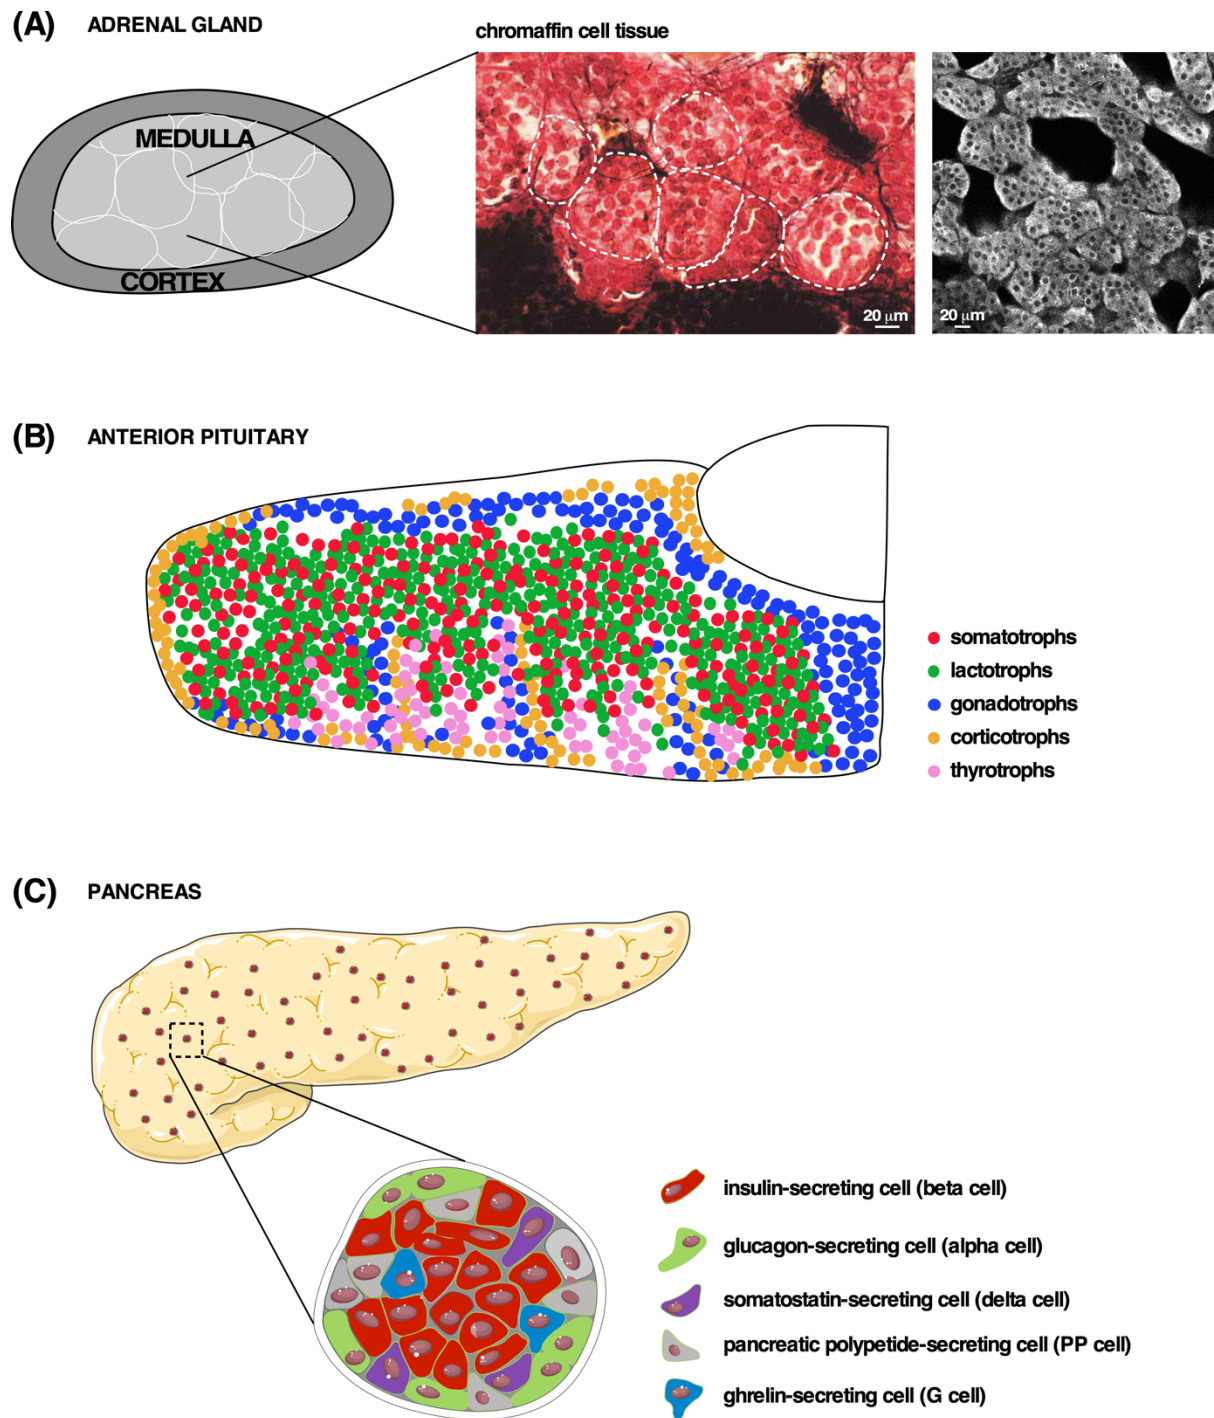 (A) ADRENAL GLAND
chromaffin cell tissue
MEDULLA
CORTEX
20 μm
20 μm
(B) ANTERIOR PITUITARY
somatotrophs
lactotrophs
gonadotrophs
corticotrophs
thyrotrophs
(C) PANCREAS
insulin-secreting cell (beta cell)
glucagon-secreting cell (alpha cell)
somatostatin-secreting cell (delta cell)
pancreatic polypetide-secreting cell (PP cell)
ghrelin-secreting cell (G cell)